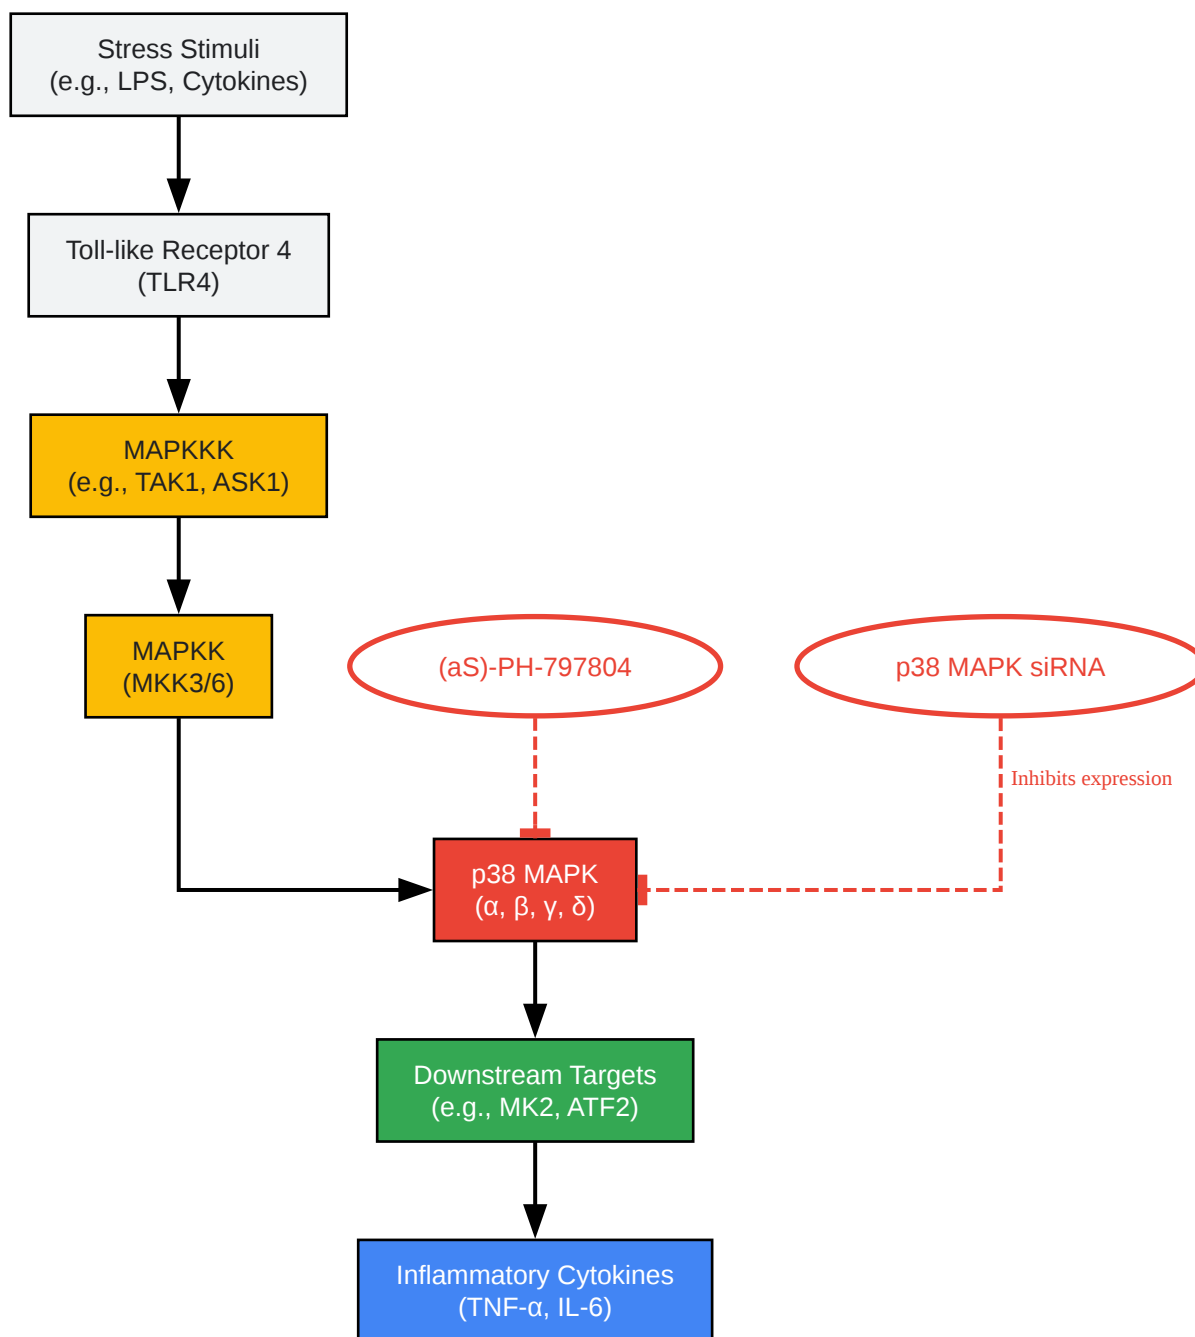 Stress Stimuli
(e.g., LPS, Cytokines)
Toll-like Receptor 4
(TLR4)
MAPKKK
(e.g., TAK1, ASK1)
MAPKK
(MKK3/6)
(aS)-PH-797804
p38 MAPK siRNA
Inhibits expression
p38 MAPK
(α, β, γ, δ)
Downstream Targets
(e.g., MK2, ATF2)
Inflammatory Cytokines
(TNF-α, IL-6)